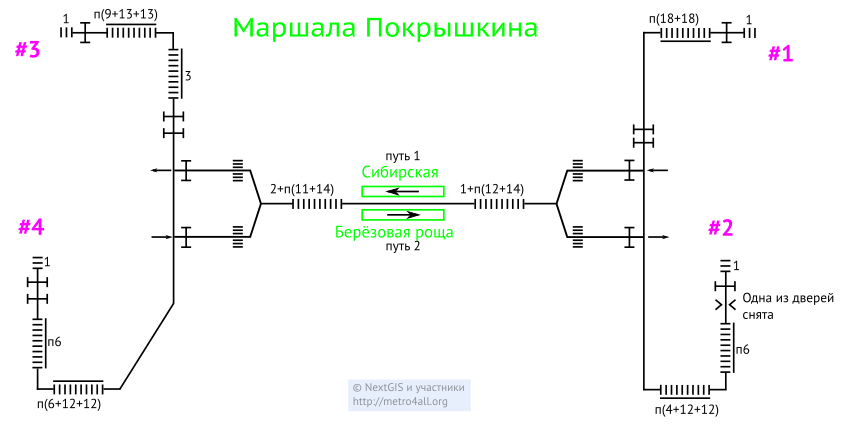 Маршала Покрышкина
1
п(9+13+13)
#3
3
п(18+18)
1
#1
путь 1
Сибирская
2+п(11+14)
1+п(12+14)
Берёзовая роща
путь 2
#4
1
п6
п(6+12+12)
#2
1
Одна из дверей
снята
п6
п(4+12+12)
© NextGIS и участники
http://metro4all.org